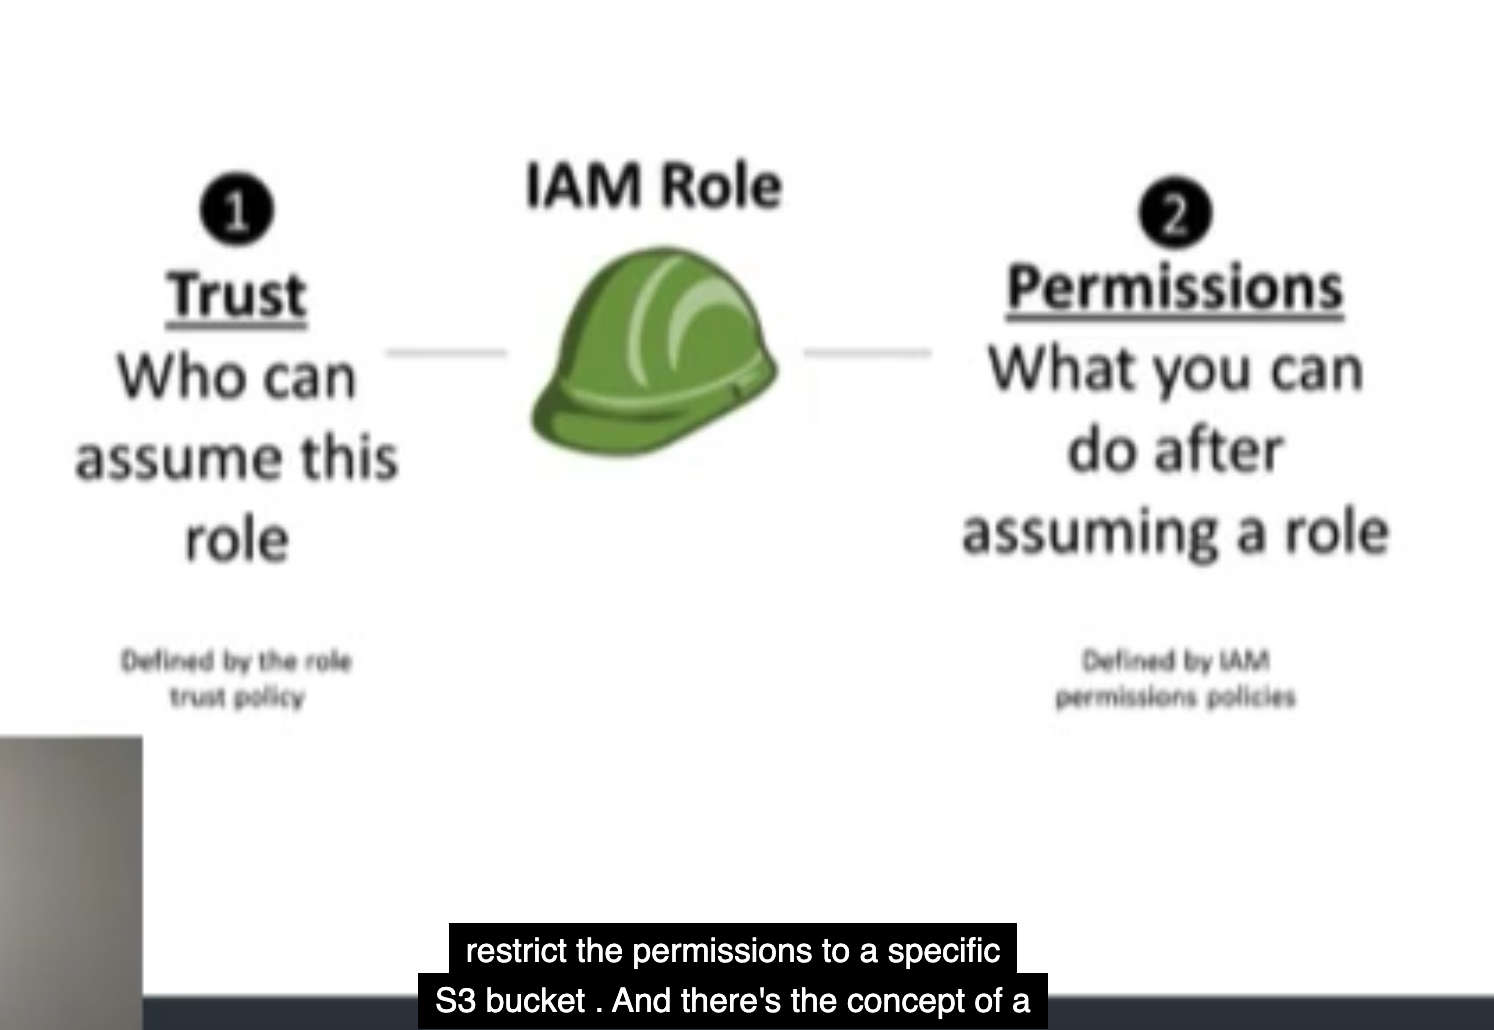 IAM Role
1
Trust
Who can
assume this
role
Defined by the role
trust policy
2
Permissions
What you can
do after
assuming a role
Defined by IAM
permissions policies
restrict the permissions to a specific
S3 bucket . And there's the concept of a